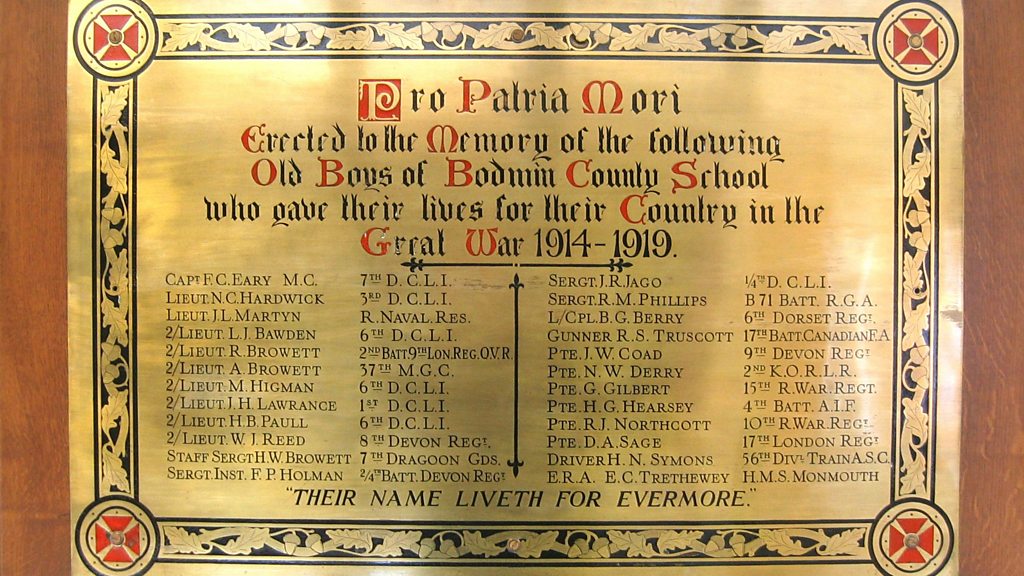 Pro Patria Mori
Erected to the Memory of the following
Old Boys of Bodmin County School
who gave their lives for their Country in the
Great War 1914-1919.
CAPT F.C. EARY M.C. 7TH D.C.L.I.
LIEUT. N.C. HARDWICK 3RD D.C.L.I.
LIEUT. J.L. MARTYN R. NAVAL RES.
2/LIEUT. L.J. BAWDEN 6TH D.C.L.I.
2/LIEUT. R. BROWETT 2ND BATT 9TH LON. REG. O.V.R.
2/LIEUT. A. BROWETT 37TH M.G.C.
2/LIEUT. M. HIGMAN 6TH D.C.L.I.
2/LIEUT. J.H. LAWRANCE 1ST D.C.L.I.
2/LIEUT. H.B. PAULL 6TH D.C.L.I.
2/LIEUT. W.J. REED 8TH DEVON REGT.
STAFF SERGT H.W. BROWETT 7TH DRAGOON GDS.
SERGT. INST. F.P. HOLMAN 2/4TH BATT. DEVON REGT
SERGT. J.R. JAGO 1/4TH D.C.L.I.
SERGT. R.M. PHILLIPS B 71 BATT. R.G.A.
L/CPL. B.G. BERRY 6TH DORSET REGT.
GUNNER R.S. TRUSCOTT 17TH BATT. CANADIAN F.A
PTE. J.W. COAD 9TH DEVON REGT
PTE. N.W. DERRY 2ND K.O.R.L.R.
PTE. G. GILBERT 15TH R. WAR. REGT.
PTE. H.G. HEARSEY 4TH BATT. A.I.F.
PTE. R.J. NORTHCOTT 10TH R. WAR. REGT.
PTE. D.A. SAGE 17TH LONDON REGT
DRIVER H.N. SYMONS 56TH DIVL TRAIN A.S.C.
E.R.A. E.C. TRETHEWEY H.M.S. MONMOUTH
"THEIR NAME LIVETH FOR EVERMORE."